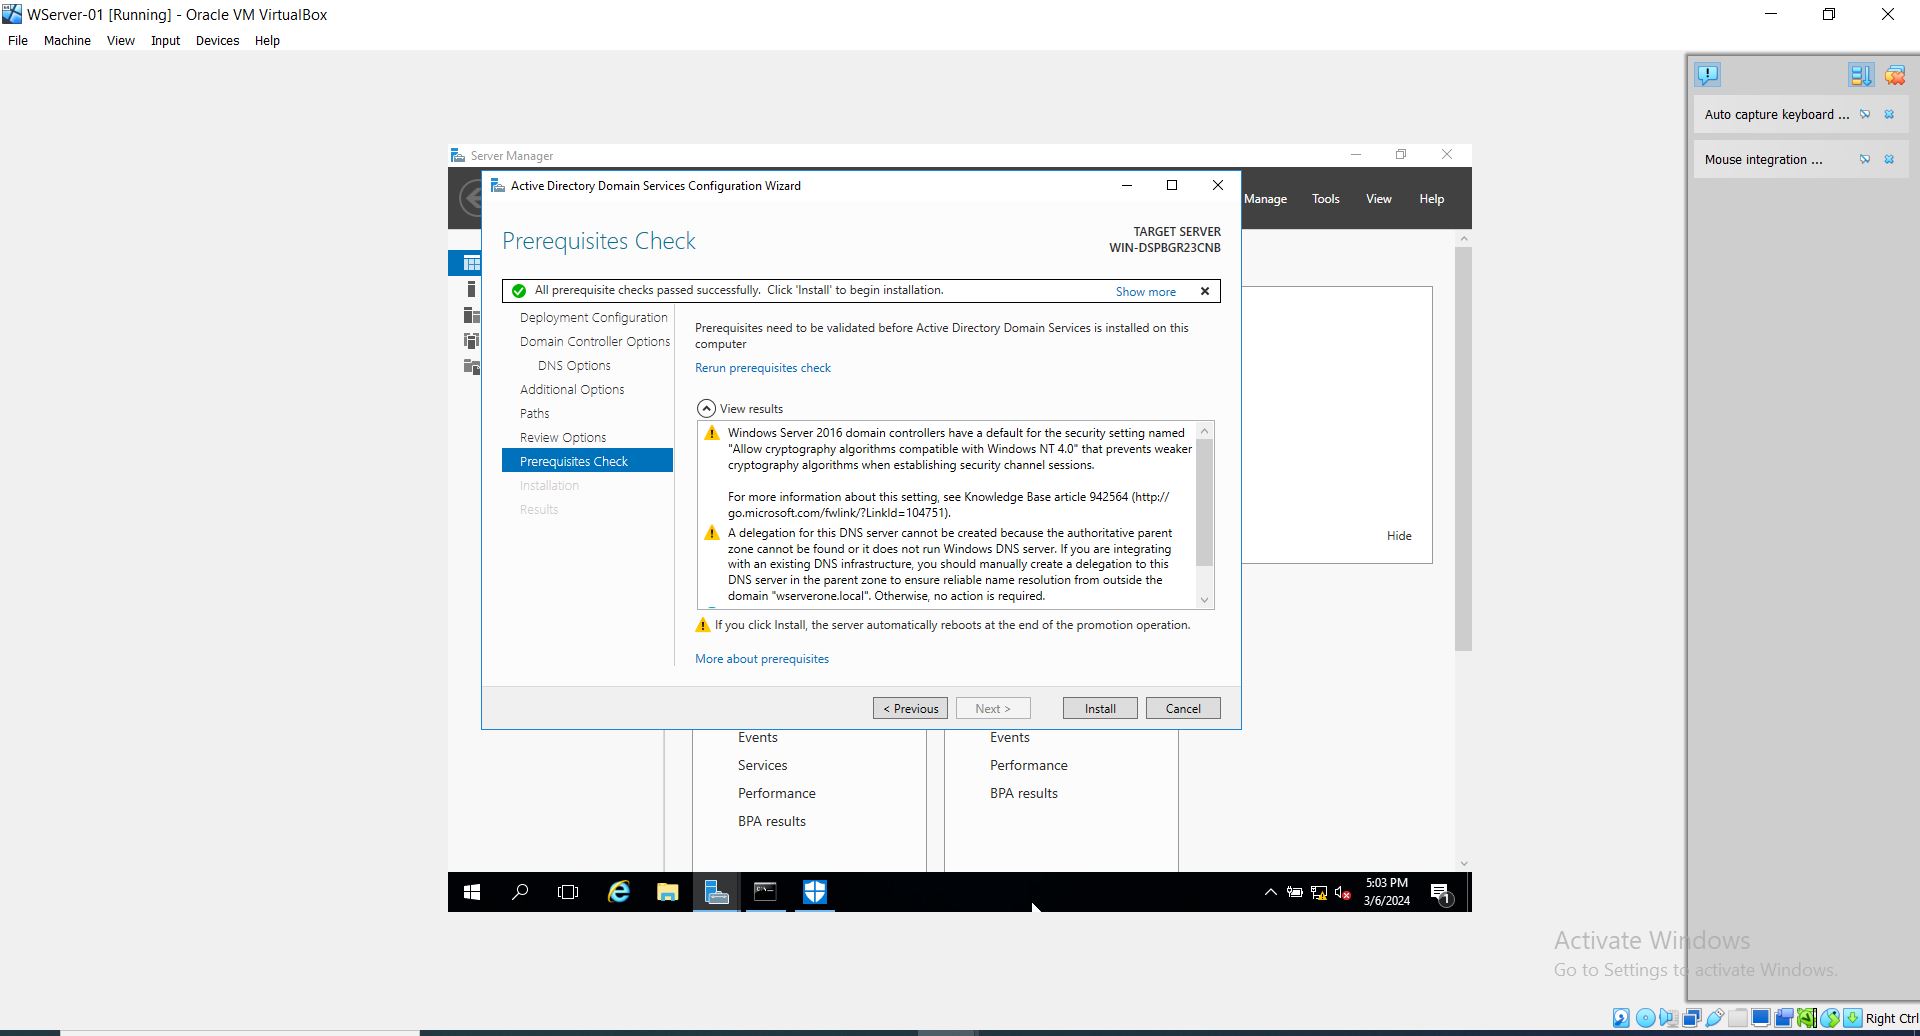 WServer-01 [Running] - Oracle VM VirtualBox
File Machine View Input Devices Help
Auto capture keyboard ...
Mouse integration ...
Server Manager
Manage Tools View Help
Active Directory Domain Services Configuration Wizard
Prerequisites Check
TARGET SERVER
WIN-DSPBGR23CNB
All prerequisite checks passed successfully. Click 'Install' to begin installation.
Show more
Deployment Configuration
Domain Controller Options
DNS Options
Additional Options
Paths
Review Options
Prerequisites Check
Installation
Results
Prerequisites need to be validated before Active Directory Domain Services is installed on this
computer
Rerun prerequisites check
View results
Windows Server 2016 domain controllers have a default for the security setting named
"Allow cryptography algorithms compatible with Windows NT 4.0" that prevents weaker
cryptography algorithms when establishing security channel sessions.
For more information about this setting, see Knowledge Base article 942564 (http://
go.microsoft.com/fwlink/?LinkId=104751).
A delegation for this DNS server cannot be created because the authoritative parent
zone cannot be found or it does not run Windows DNS server. If you are integrating
with an existing DNS infrastructure, you should manually create a delegation to this
DNS server in the parent zone to ensure reliable name resolution from outside the
domain "wserverone.local". Otherwise, no action is required.
If you click Install, the server automatically reboots at the end of the promotion operation.
More about prerequisites
< Previous
Next >
Install
Cancel
Hide
Events
Services
Performance
BPA results
Events
Performance
BPA results
5:03 PM
3/6/2024
1
Activate Windows
Go to Settings to activate Windows.
Right Ctrl